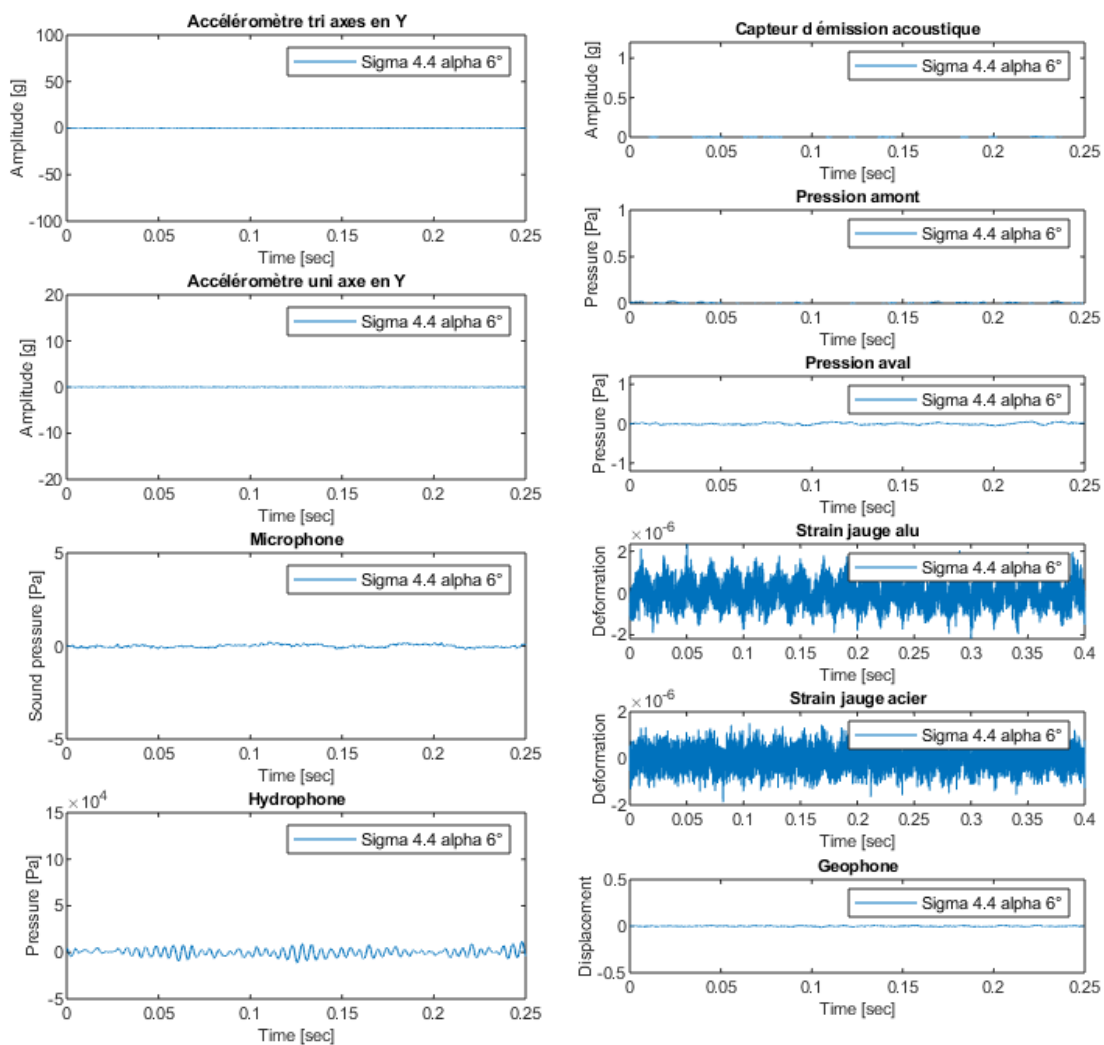 Accéléromètre tri axes en Y
100
50
0
-50
-100
Amplitude [g]
Sigma 4.4 alpha 6°
0 0.05 0.1 0.15 0.2 0.25
Time [sec]
Accéléromètre uni axe en Y
20
10
0
-10
-20
Amplitude [g]
Sigma 4.4 alpha 6°
0 0.05 0.1 0.15 0.2 0.25
Time [sec]
Microphone
5
0
-5
Sound pressure [Pa]
Sigma 4.4 alpha 6°
0 0.05 0.1 0.15 0.2 0.25
Time [sec]
Hydrophone
×10⁴
15
10
5
0
-5
Pressure [Pa]
Sigma 4.4 alpha 6°
0 0.05 0.1 0.15 0.2 0.25
Time [sec]
Capteur d émission acoustique
1
0.5
0
Amplitude [g]
Sigma 4.4 alpha 6°
0 0.05 0.1 0.15 0.2 0.25
Time [sec]
Pression amont
1
0.5
0
Pressure [Pa]
Sigma 4.4 alpha 6°
0 0.05 0.1 0.15 0.2 0.25
Time [sec]
Pression aval
1
0
-1
Pressure [Pa]
Sigma 4.4 alpha 6°
0 0.05 0.1 0.15 0.2 0.25
Time [sec]
Strain jauge alu
×10⁻⁶
2
0
-2
Deformation
Sigma 4.4 alpha 6°
0 0.05 0.1 0.15 0.2 0.25 0.3 0.35 0.4
Time [sec]
Strain jauge acier
×10⁻⁶
2
0
-2
Deformation
Sigma 4.4 alpha 6°
0 0.05 0.1 0.15 0.2 0.25 0.3 0.35 0.4
Time [sec]
Geophone
0.5
0
-0.5
Displacement
Sigma 4.4 alpha 6°
0 0.05 0.1 0.15 0.2 0.25
Time [sec]